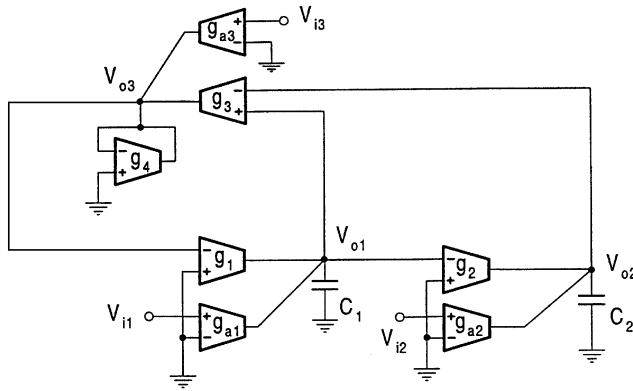 g_a3
+
−
V_i3
V_o3
g_3
−
+
−
+
g_4
−
+
g_1
V_o1
−
+
g_2
V_o2
V_i1
+
−
g_a1
C_1
V_i2
+
−
g_a2
C_2